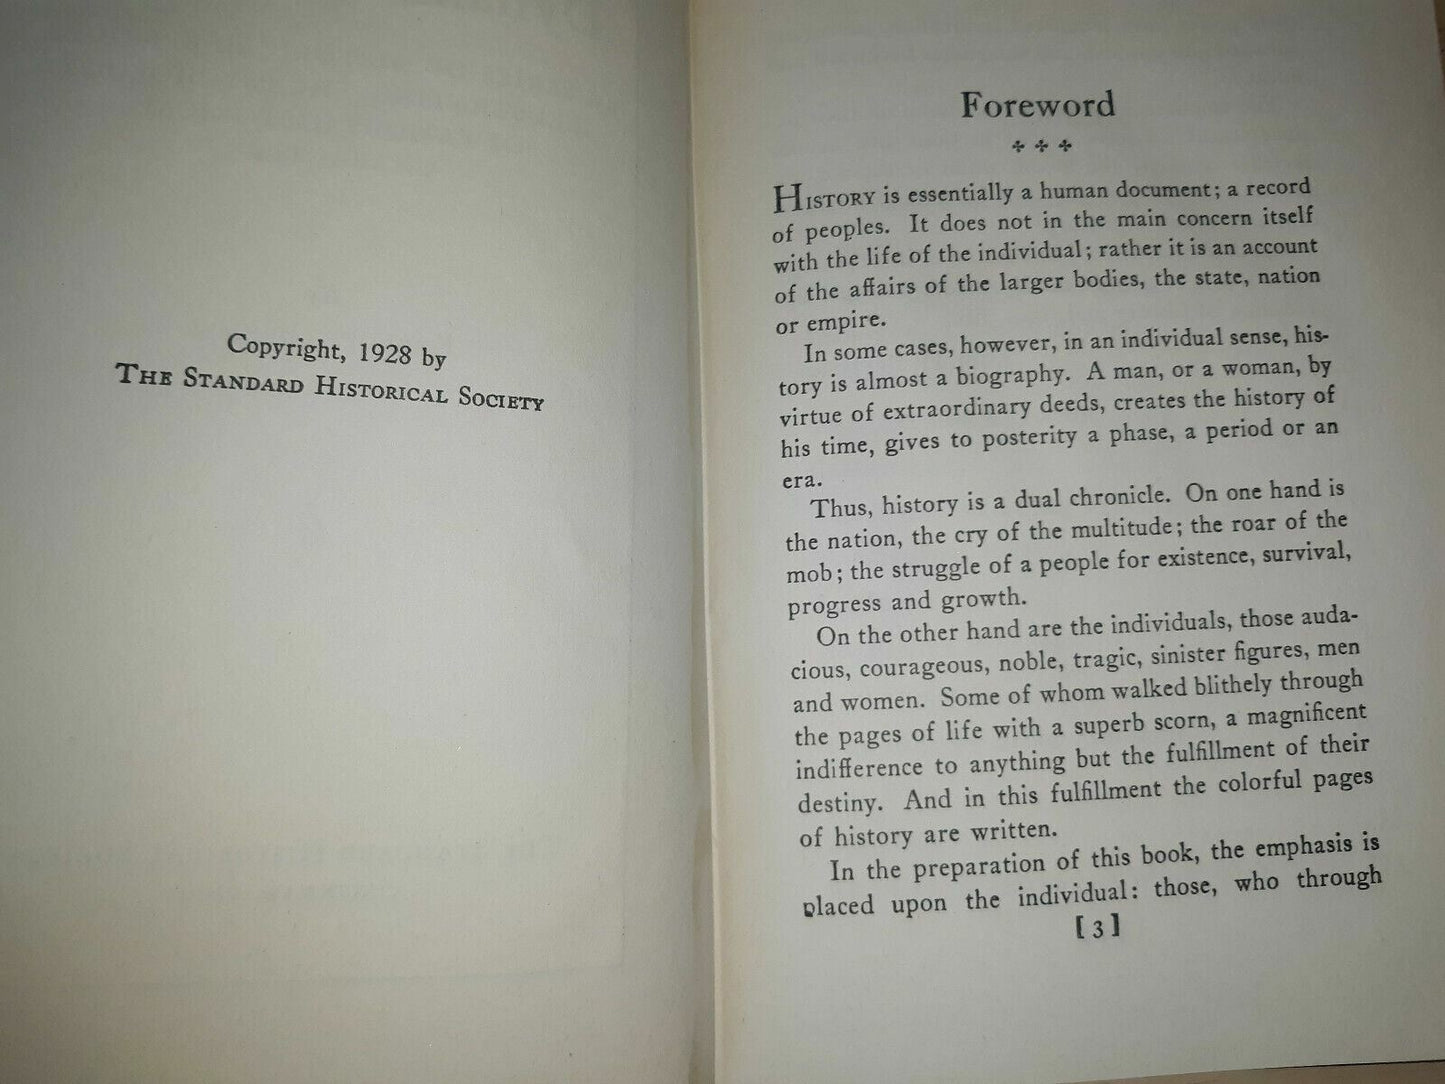 Copyright, 1928 by
THE STANDARD HISTORICAL SOCIETY
Foreword
HISTORY is essentially a human document; a record
of peoples. It does not in the main concern itself
with the life of the individual; rather it is an account
of the affairs of the larger bodies, the state, nation
or empire.
In some cases, however, in an individual sense, his-
tory is almost a biography. A man, or a woman, by
virtue of extraordinary deeds, creates the history of
his time, gives to posterity a phase, a period or an
era.
Thus, history is a dual chronicle. On one hand is
the nation, the cry of the multitude; the roar of the
mob; the struggle of a people for existence, survival,
progress and growth.
On the other hand are the individuals, those auda-
cious, courageous, noble, tragic, sinister figures, men
and women. Some of whom walked blithely through
the pages of life with a superb scorn, a magnificent
indifference to anything but the fulfillment of their
destiny. And in this fulfillment the colorful pages
of history are written.
In the preparation of this book, the emphasis is
placed upon the individual: those, who through
[3]